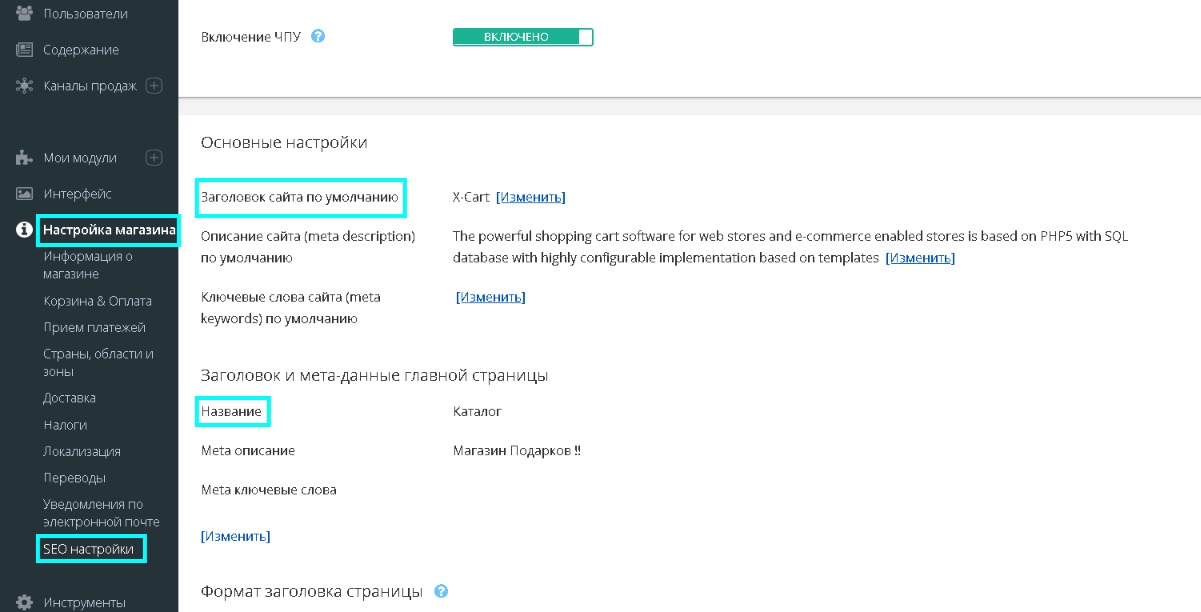 Пользователи
Содержание
Каналы продаж
Мои модули
Интерфейс
Настройка магазина
Информация о
магазине
Корзина & Оплата
Прием платежей
Страны, области и
зоны
Доставка
Налоги
Локализация
Переводы
Уведомления по
электронной почте
SEO настройки
Инструменты
Включение ЧПУ ? ВКЛЮЧЕНО
Основные настройки
Заголовок сайта по умолчанию X-Cart [Изменить]
Описание сайта (meta description)
по умолчанию
The powerful shopping cart software for web stores and e-commerce enabled stores is based on PHP5 with SQL
database with highly configurable implementation based on templates [Изменить]
Ключевые слова сайта (meta
keywords) по умолчанию
[Изменить]
Заголовок и мета-данные главной страницы
Название Каталог
Meta описание Магазин Подарков !!
Meta ключевые слова
[Изменить]
Формат заголовка страницы ?